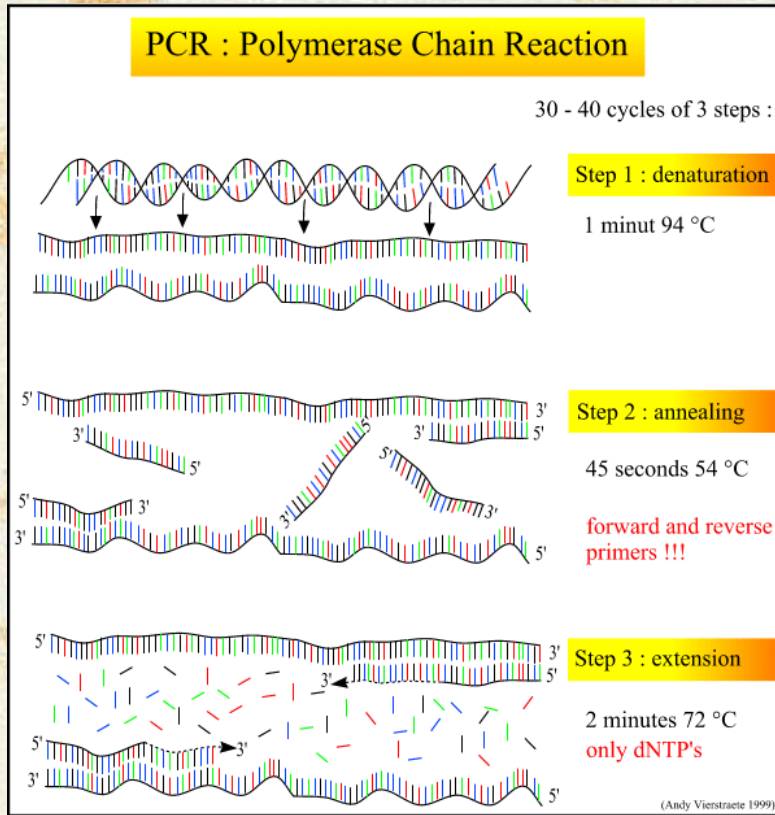 PCR : Polymerase Chain Reaction
30 - 40 cycles of 3 steps :
Step 1 : denaturation
1 minut 94 °C
5'
3'
Step 2 : annealing
3'
5'
5'
3'
5'
45 seconds 54 °C
5'
3'
3'
3'
3'
5'
forward and reverse
primers !!!
5'
3'
Step 3 : extension
3'
5'
2 minutes 72 °C
only dNTP's
5'
3'
3'
5'
(Andy Vierstraete 1999)